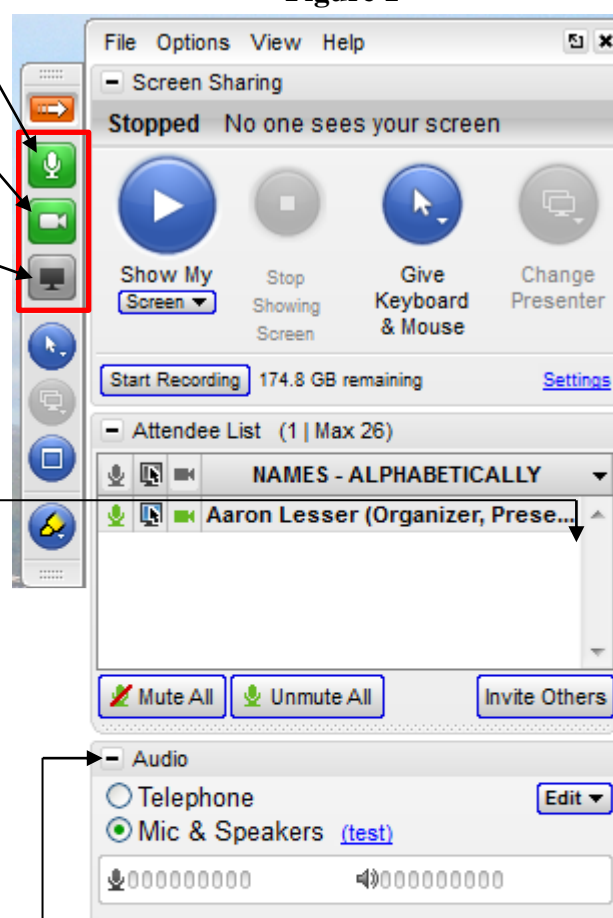 File Options View Help
Screen Sharing
Stopped No one sees your screen
Show My
Screen
Stop
Showing
Screen
Give
Keyboard
& Mouse
Change
Presenter
Start Recording 174.8 GB remaining Settings
Attendee List (1 | Max 26)
NAMES - ALPHABETICALLY
Aaron Lesser (Organizer, Prese...
Mute All Unmute All Invite Others
Audio
Telephone Edit
Mic & Speakers (test)
000000000 000000000